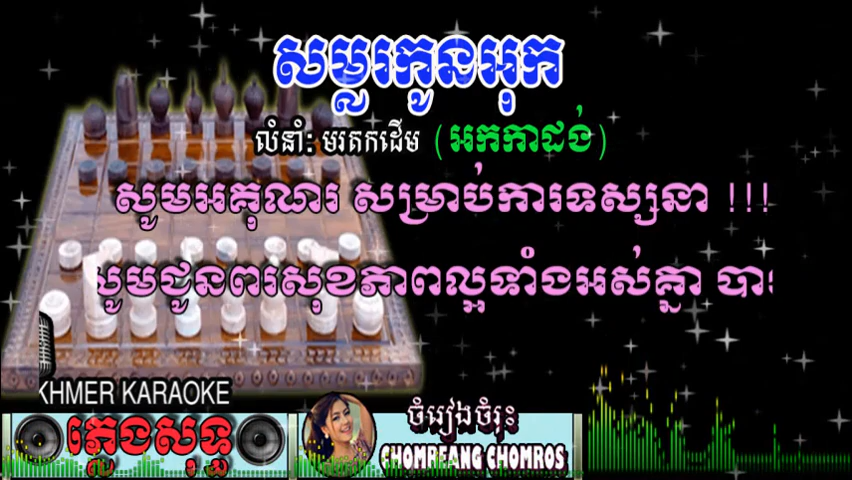 សម្លរកូនអុក
លំនាំ: មរតកដើម (អកកាដង់)
សូមអគុណរ សម្រាប់ការទស្សនា !!!
សូមជូនពរសុខភាពល្អទាំងអស់គ្នា បា
KHMER KARAOKE
ភ្លេងសុទ្ធ
ចំរៀងចំរុះ
CHOMREANG CHOMROS